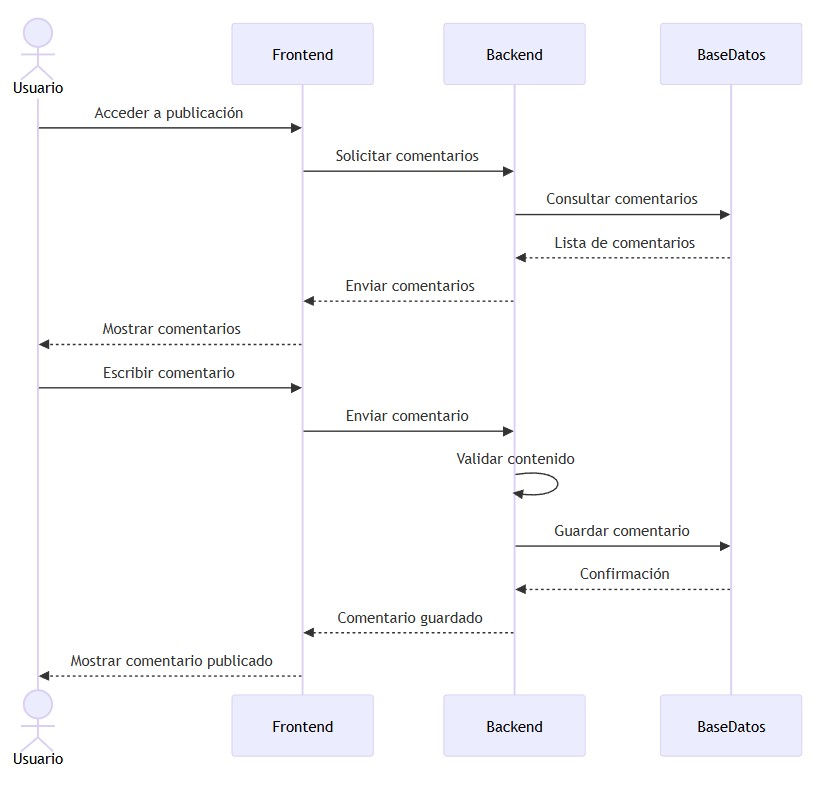 Usuario
Frontend
Backend
BaseDatos
Acceder a publicación
Solicitar comentarios
Consultar comentarios
Lista de comentarios
Enviar comentarios
Mostrar comentarios
Escribir comentario
Enviar comentario
Validar contenido
Guardar comentario
Confirmación
Comentario guardado
Mostrar comentario publicado
Usuario
Frontend
Backend
BaseDatos